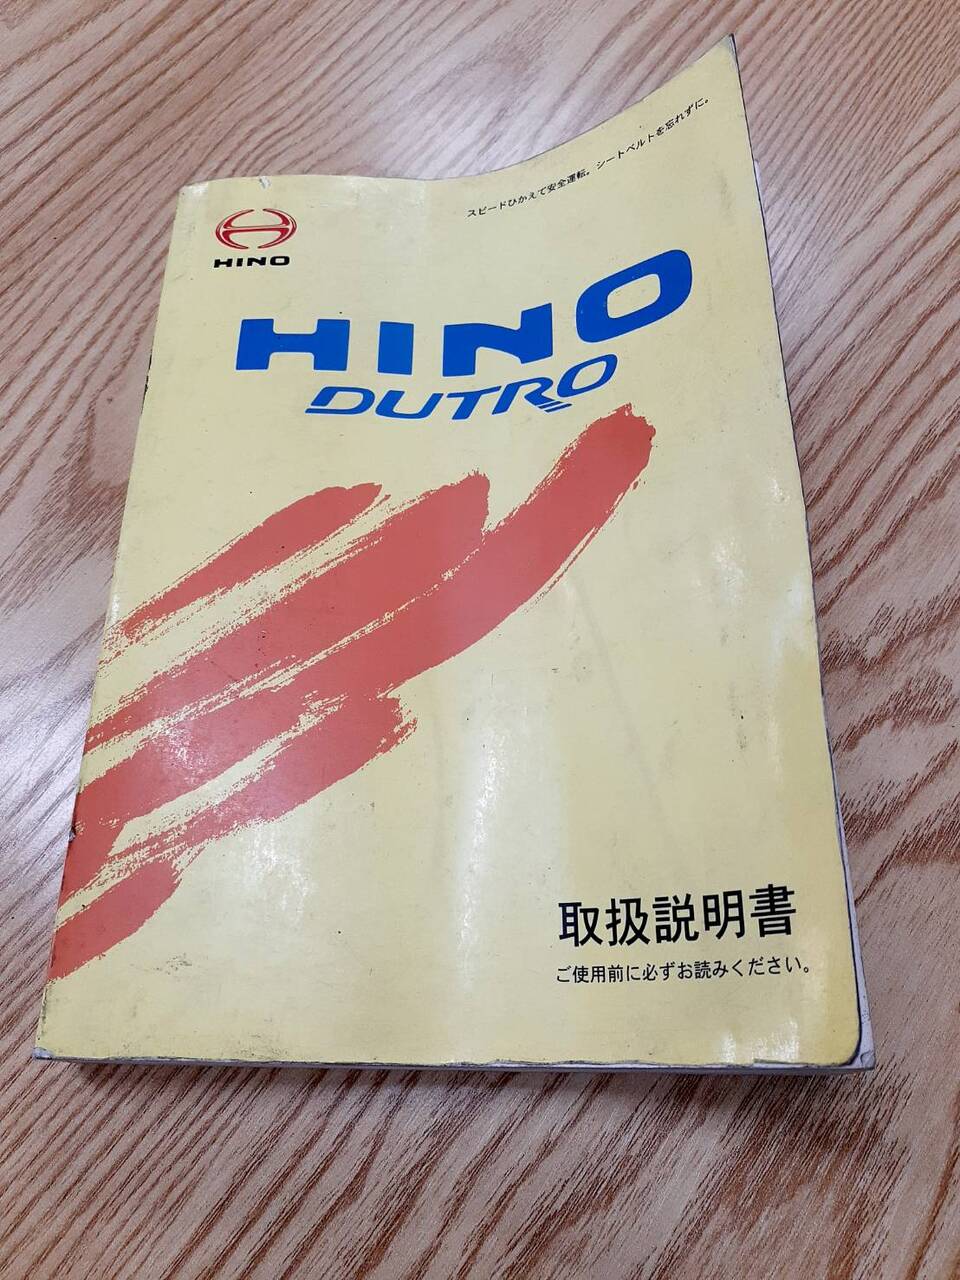 スピードひかえて安全運転。シートベルトを忘れずに。
HINO
HINO
DUTRO
取扱説明書
ご使用前に必ずお読みください。